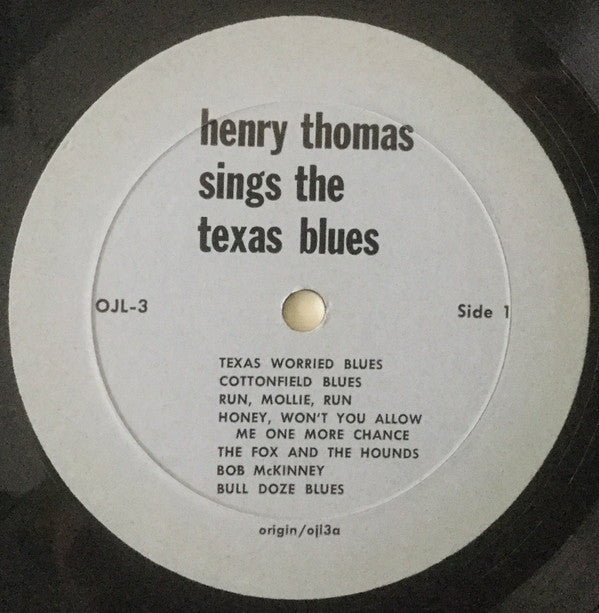 henry thomas
sings the
texas blues
OJL-3
Side 1
TEXAS WORRIED BLUES
COTTONFIELD BLUES
RUN, MOLLIE, RUN
HONEY, WON'T YOU ALLOW
ME ONE MORE CHANCE
THE FOX AND THE HOUNDS
BOB McKINNEY
BULL DOZE BLUES
origin/ojl3a